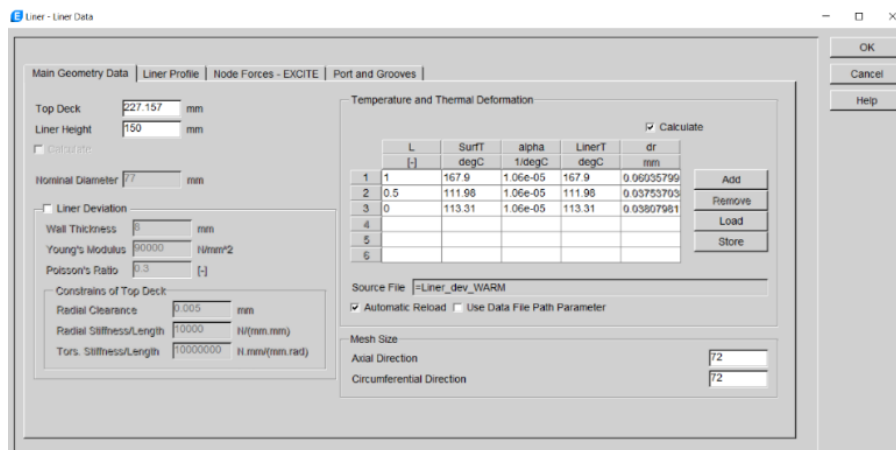 Liner - Liner Data
OK
Cancel
Help
Main Geometry Data Liner Profile Node Forces - EXCITE Port and Grooves
Top Deck 227.157 mm
Liner Height 150 mm
Calculate
Nominal Diameter 77 mm
Liner Deviation
Wall Thickness 8 mm
Young's Modulus 90000 N/mm^2
Poisson's Ratio 0.3 [-]
Constrains of Top Deck
Radial Clearance 0.005 mm
Radial Stiffness/Length 10000 N/(mm.mm)
Tors. Stiffness/Length 10000000 N.mm/(mm.rad)
Temperature and Thermal Deformation
Calculate
L SurfT alpha LinerT dr
[-] degC 1/degC degC mm
1 1 167.9 1.06e-05 167.9 0.06035799
2 0.5 111.98 1.06e-05 111.98 0.03753703
3 0 113.31 1.06e-05 113.31 0.03807981
4
5
6
Add
Remove
Load
Store
Source File =Liner_dev_WARM
Automatic Reload Use Data File Path Parameter
Mesh Size
Axial Direction 72
Circumferential Direction 72